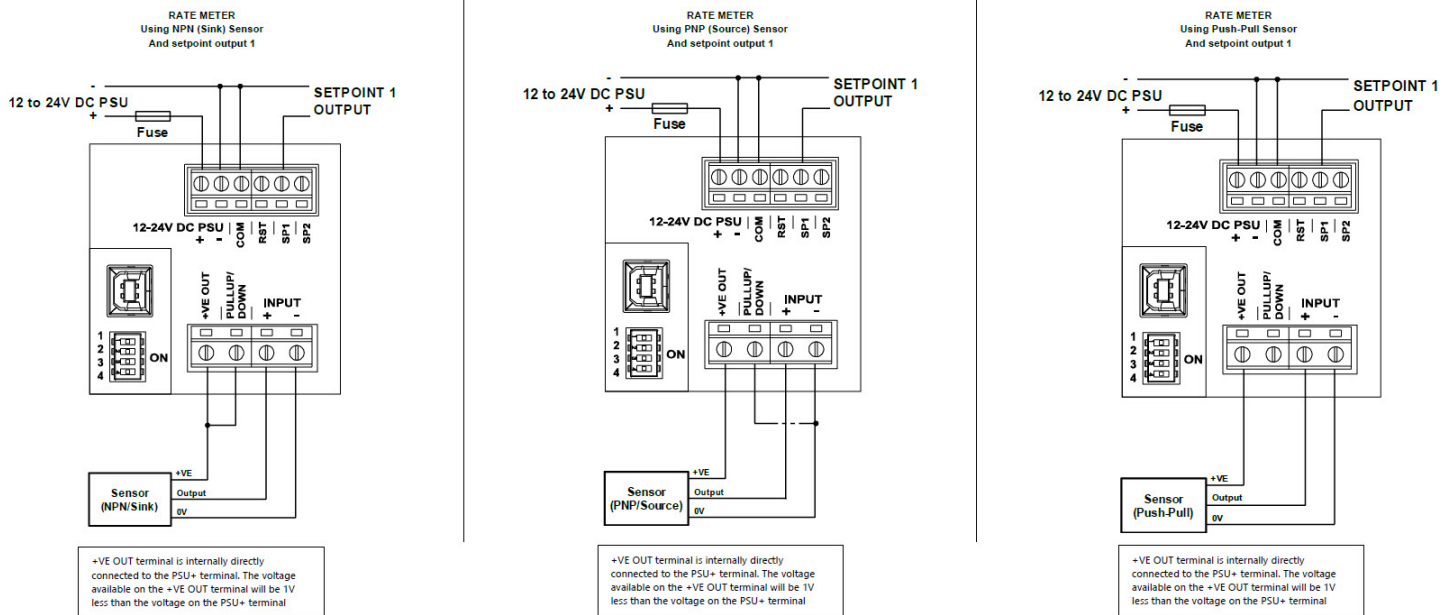 RATE METER
Using NPN (Sink) Sensor
And setpoint output 1
-
12 to 24V DC PSU
+
Fuse
SETPOINT 1
OUTPUT
12-24V DC PSU
+ -
COM
RST
SP1
SP2
+VE OUT
PULLUP/
DOWN
INPUT
+ -
1
2
3
4
ON
+VE
Sensor
(NPN/Sink)
Output
0V
+VE OUT terminal is internally directly
connected to the PSU+ terminal. The voltage
available on the +VE OUT terminal will be 1V
less than the voltage on the PSU+ terminal
RATE METER
Using PNP (Source) Sensor
And setpoint output 1
-
12 to 24V DC PSU
+
Fuse
SETPOINT 1
OUTPUT
12-24V DC PSU
+ -
COM
RST
SP1
SP2
+VE OUT
PULLUP/
DOWN
INPUT
+ -
1
2
3
4
ON
+VE
Sensor
(PNP/Source)
Output
0V
+VE OUT terminal is internally directly
connected to the PSU+ terminal. The voltage
available on the +VE OUT terminal will be 1V
less than the voltage on the PSU+ terminal
RATE METER
Using Push-Pull Sensor
And setpoint output 1
-
12 to 24V DC PSU
+
Fuse
SETPOINT 1
OUTPUT
12-24V DC PSU
+ -
COM
RST
SP1
SP2
+VE OUT
PULLUP/
DOWN
INPUT
+ -
1
2
3
4
ON
+VE
Sensor
(Push-Pull)
Output
0V
+VE OUT terminal is internally directly
connected to the PSU+ terminal. The voltage
available on the +VE OUT terminal will be 1V
less than the voltage on the PSU+ terminal